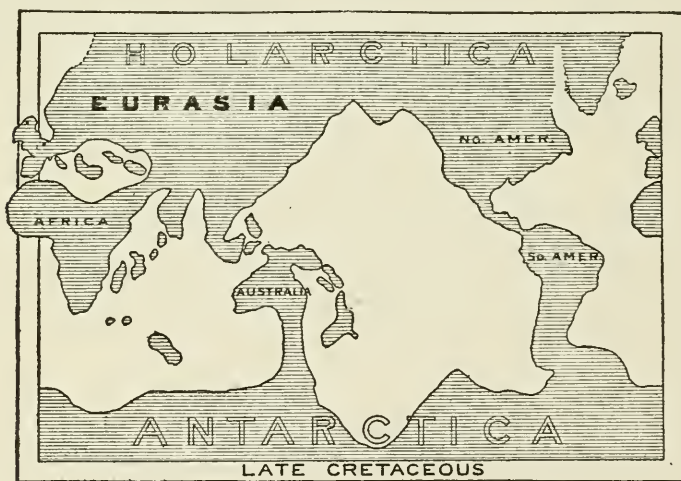 HOLARCTICA
EURASIA
NO. AMER.
AFRICA
SO. AMER.
AUSTRALIA
ANTARCTICA
LATE CRETACEOUS